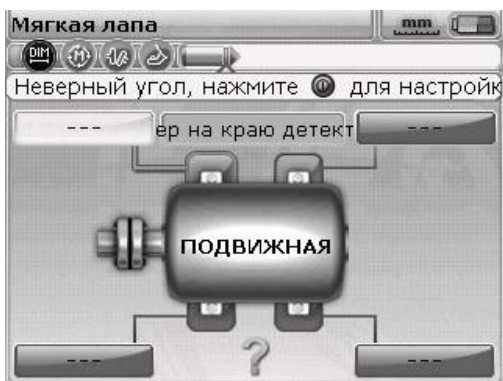 Мягкая лапа
mm
DIM M
Неверный угол, нажмите для настройк
--- ер на краю детект ---
ПОДВИЖНАЯ
?
--- ---